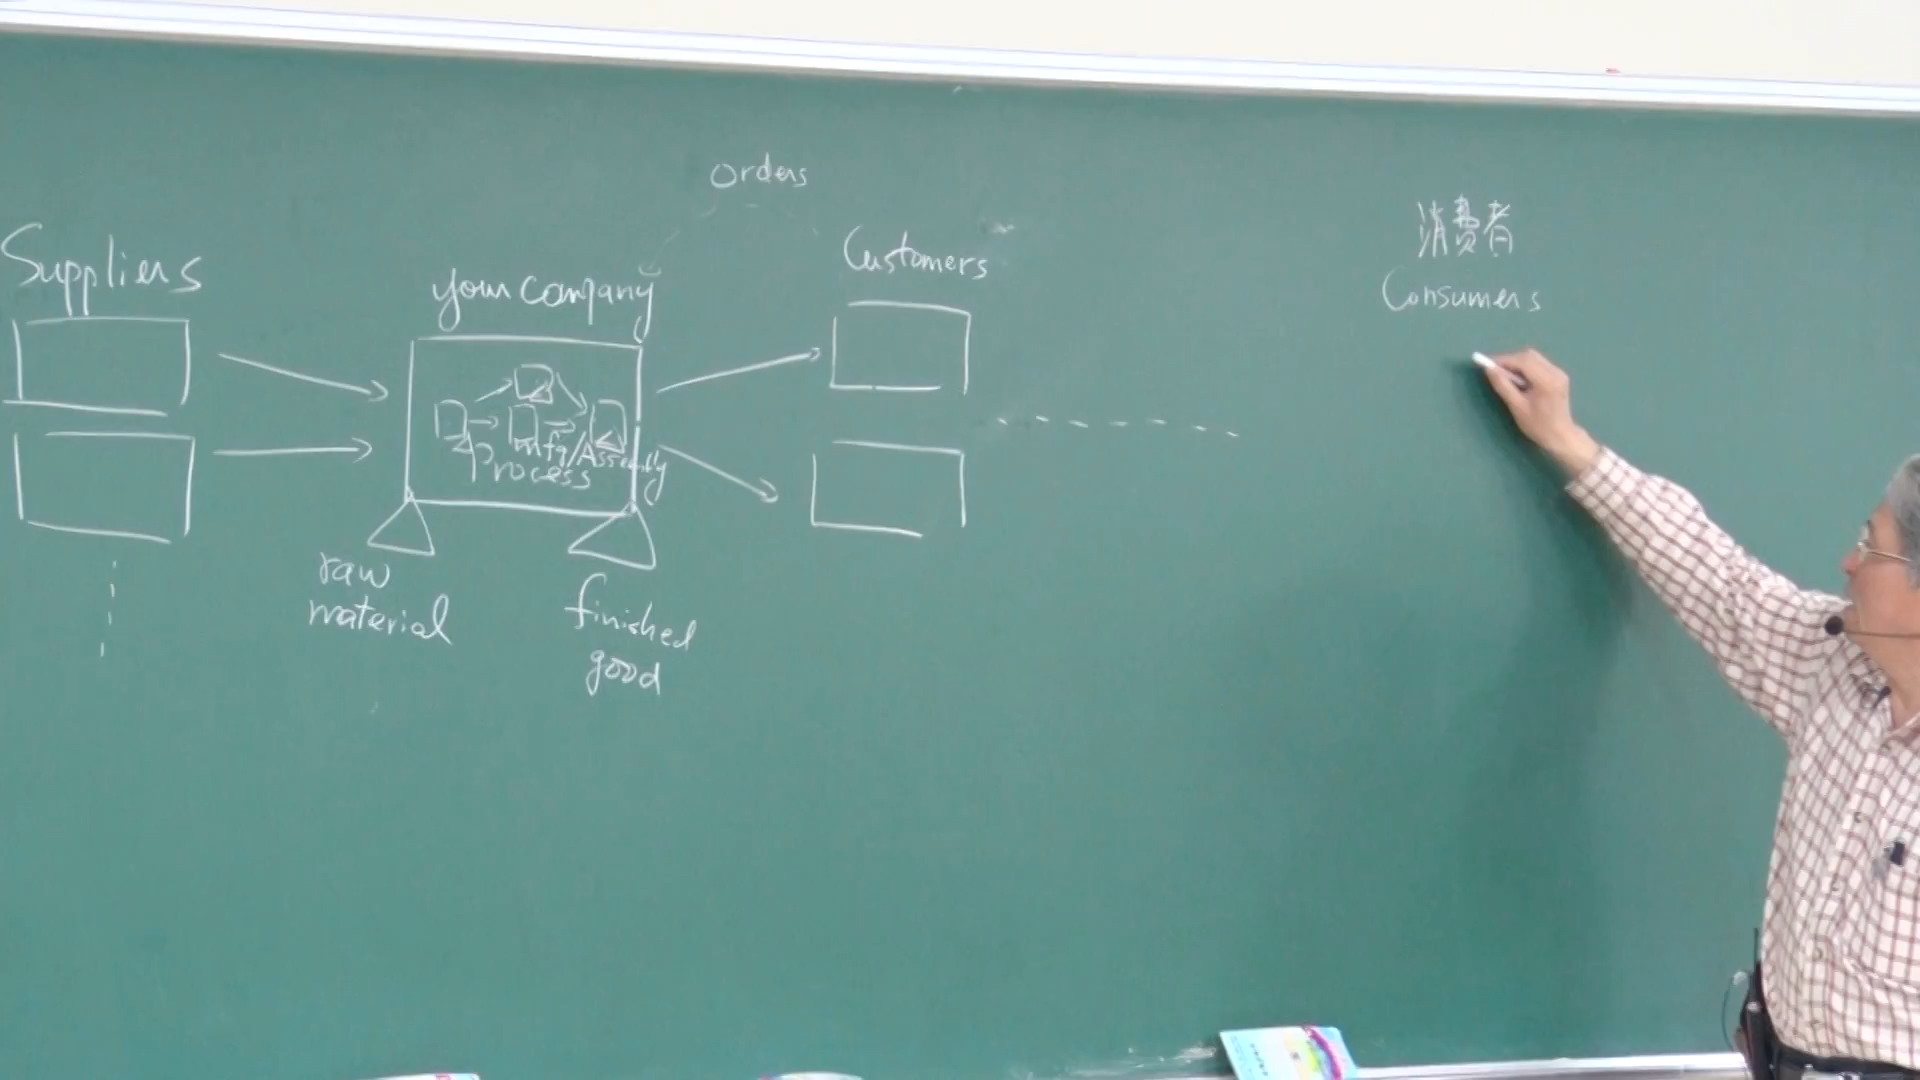 Orders
Suppliers
your company
Customers
消費者
Consumers
mfg/Assembly
Process
raw
material
finished
good